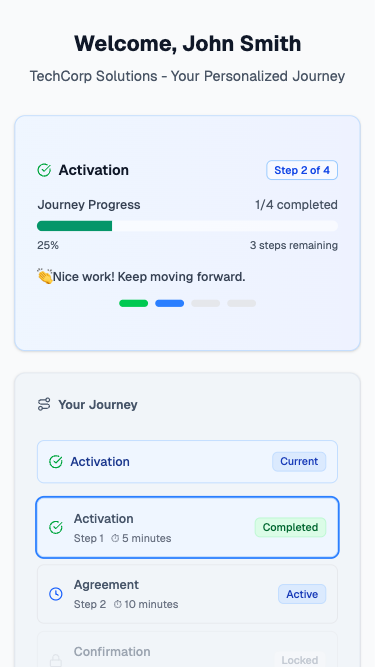 Welcome, John Smith
TechCorp Solutions - Your Personalized Journey
Activation
Step 2 of 4
Journey Progress
1/4 completed
25%
3 steps remaining
👏Nice work! Keep moving forward.
Your Journey
Activation
Current
Activation
Completed
Step 1 ⏱ 5 minutes
Agreement
Active
Step 2 ⏱ 10 minutes
Confirmation
Locked